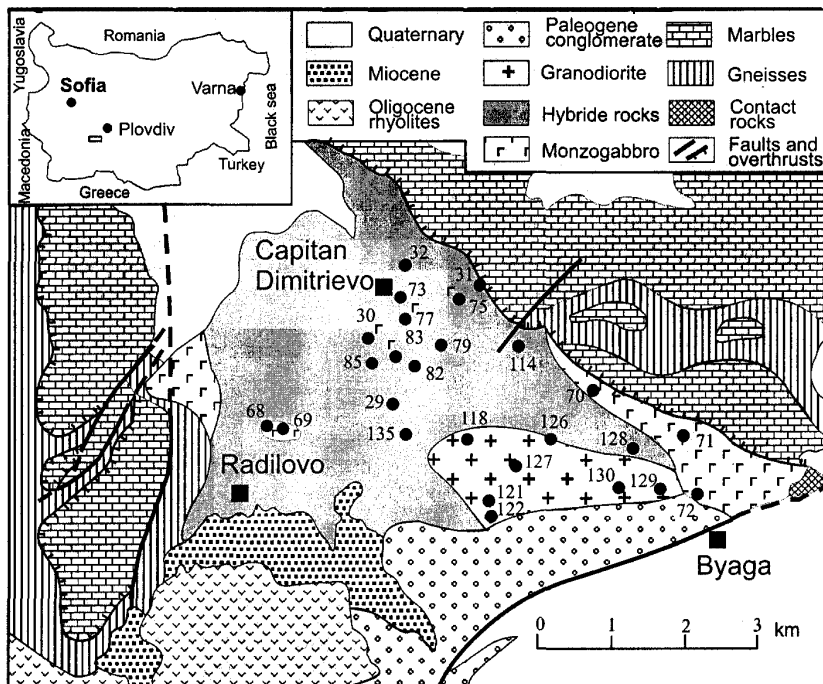 Yugoslavia
Macedonia
Romania
Sofia
Varna
Plovdiv
Black sea
Turkey
Greece
Quaternary
Miocene
Oligocene
rhyolites
Paleogene
conglomerate
Granodiorite
Hybride rocks
Monzogabbro
Marbles
Gneisses
Contact
rocks
Faults and
overthrusts
Capitan
Dimitrievo
32
31
73
75
77
30
83
79
114
85
82
70
29
68
69
135
118
126
128
71
127
130
129
121
122
72
Radilovo
Byaga
0 1 2 3 km